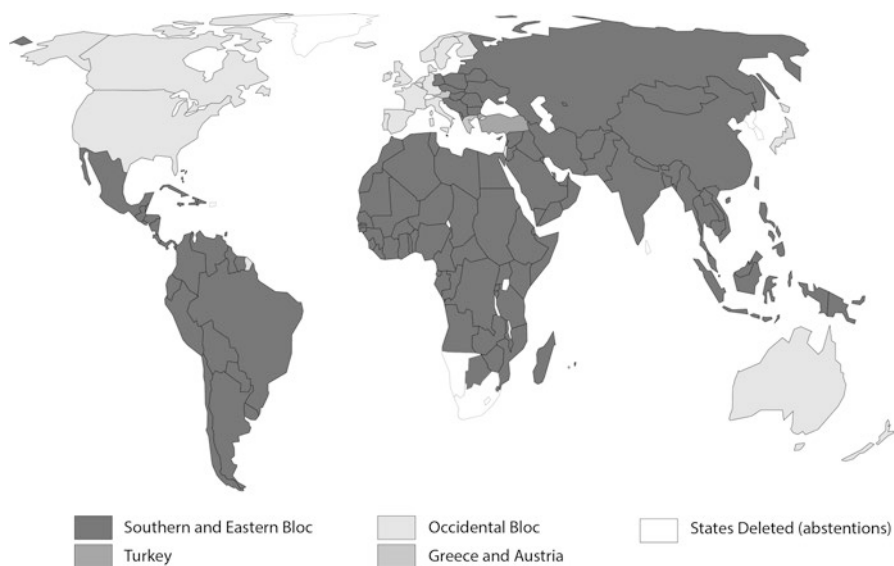 Southern and Eastern Bloc
Occidental Bloc
States Deleted (abstentions)
Turkey
Greece and Austria